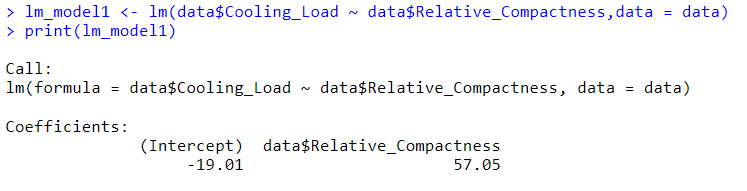 > lm_model1 <- lm(data$Cooling_Load ~ data$Relative_Compactness,data = data)
> print(lm_model1)
Call:
lm(formula = data$Cooling_Load ~ data$Relative_Compactness, data = data)
Coefficients:
(Intercept) data$Relative_Compactness
-19.01 57.05